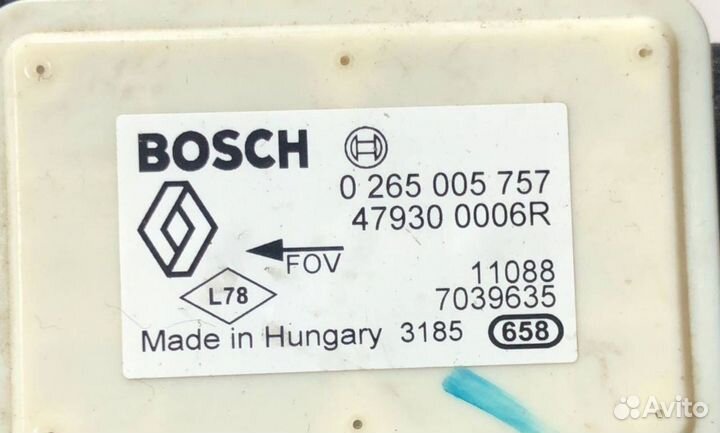 BOSCH
0 265 005 757
47930 0006R
FOV
L78
11088
7039635
Made in Hungary 3185 658
Avito